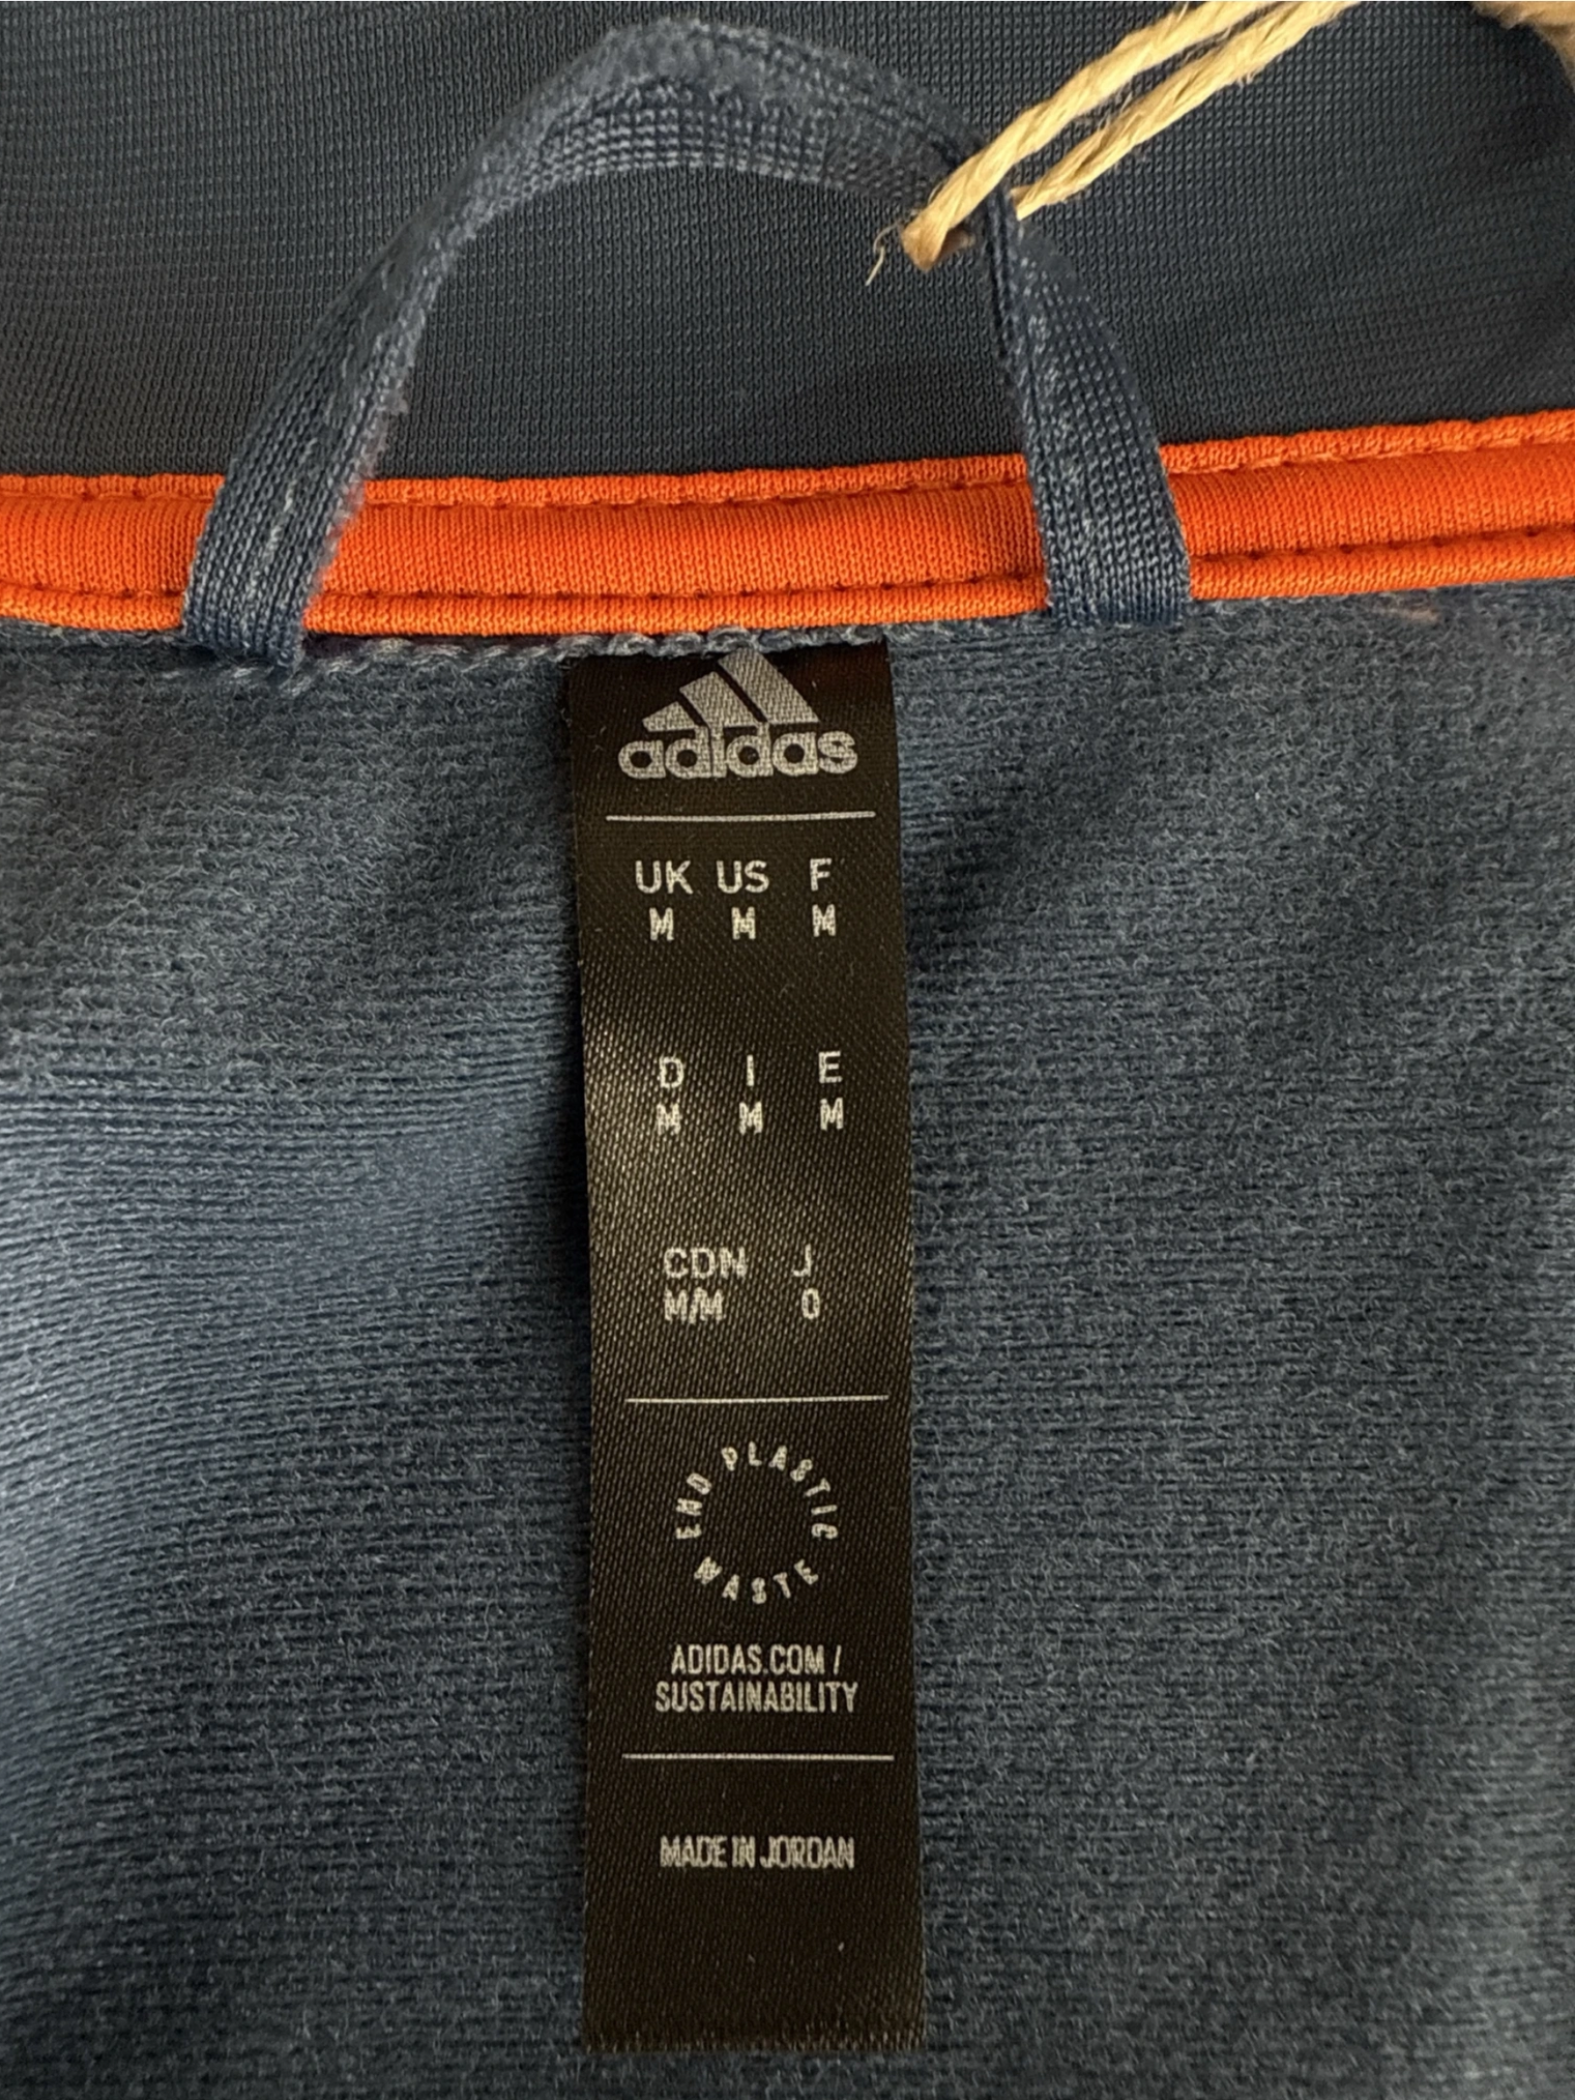 adidas
UK US F
M M M
D I E
M M M
CDN J
M/M O
END PLASTIC WASTE
ADIDAS.COM /
SUSTAINABILITY
MADE IN JORDAN